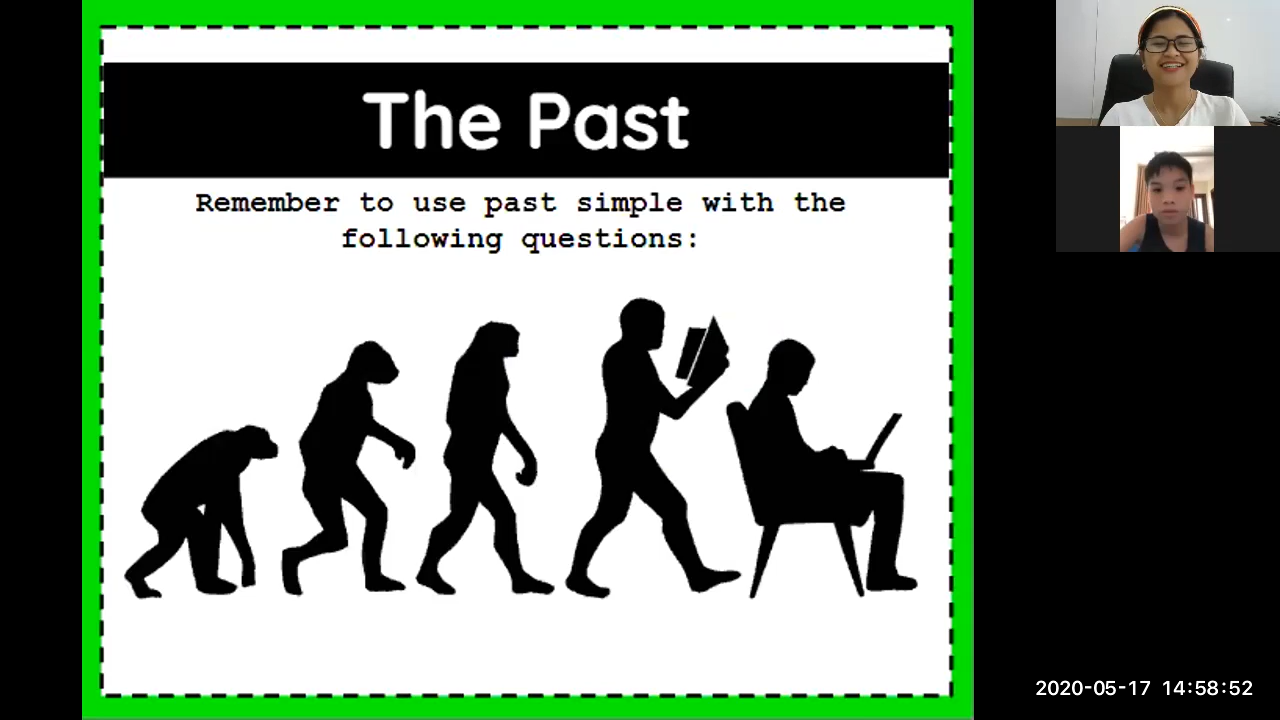 The Past
Remember to use past simple with the
following questions:
2020-05-17 14:58:52